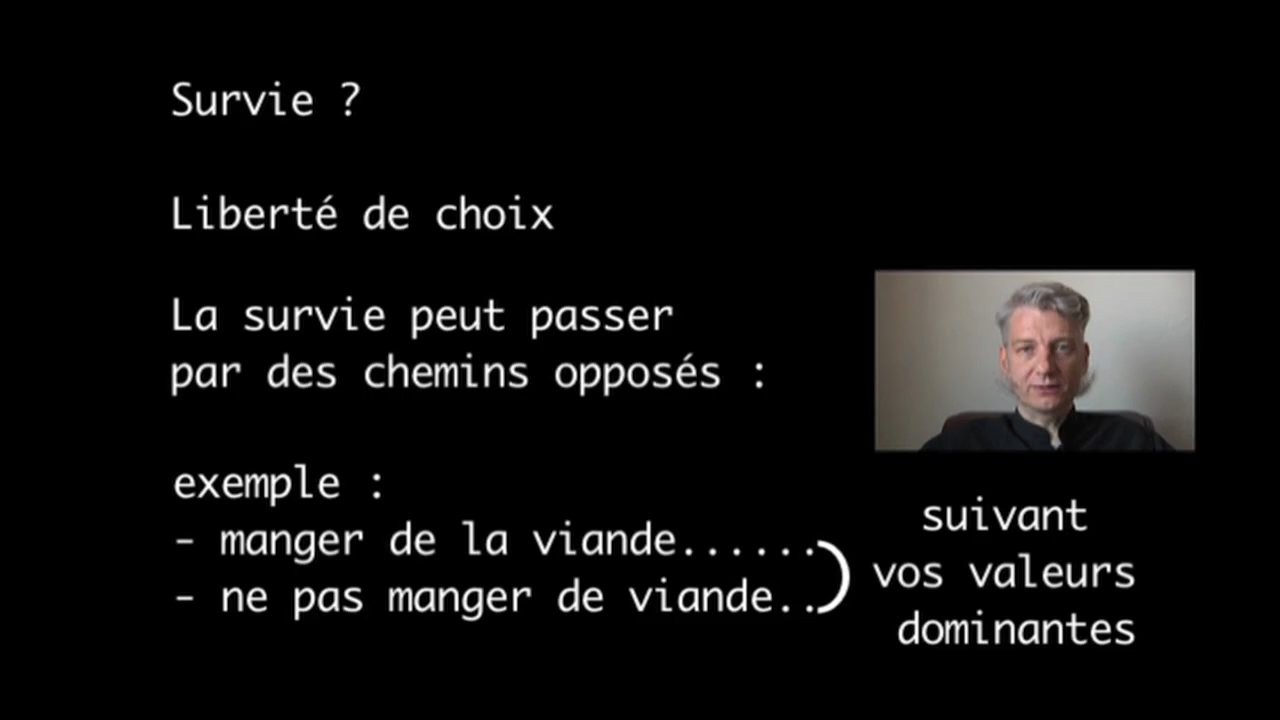 Survie ?
Liberté de choix
La survie peut passer
par des chemins opposés :
exemple :
- manger de la viande......
- ne pas manger de viande..
suivant
vos valeurs
dominantes